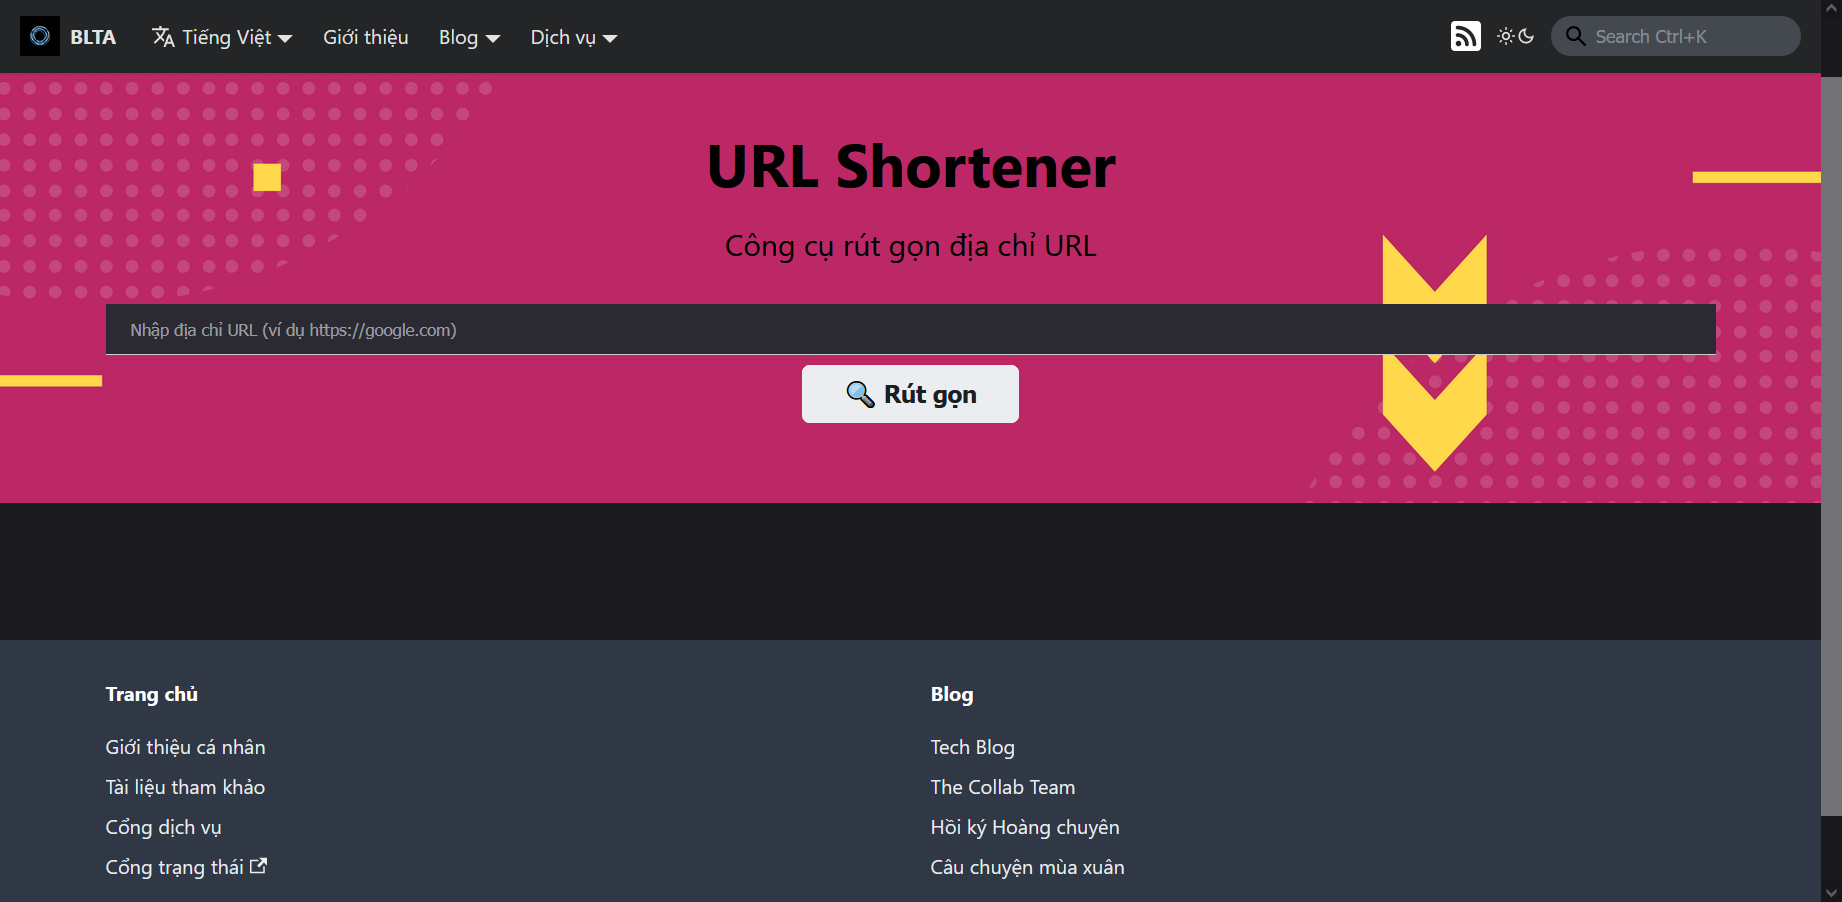 BLTA Tiếng Việt Giới thiệu Blog Dịch vụ Search Ctrl+K
URL Shortener
Công cụ rút gọn địa chỉ URL
Nhập địa chỉ URL (ví dụ https://google.com)
Rút gọn
Trang chủ
Giới thiệu cá nhân
Tài liệu tham khảo
Cổng dịch vụ
Cổng trạng thái
Blog
Tech Blog
The Collab Team
Hồi ký Hoàng chuyên
Câu chuyện mùa xuân